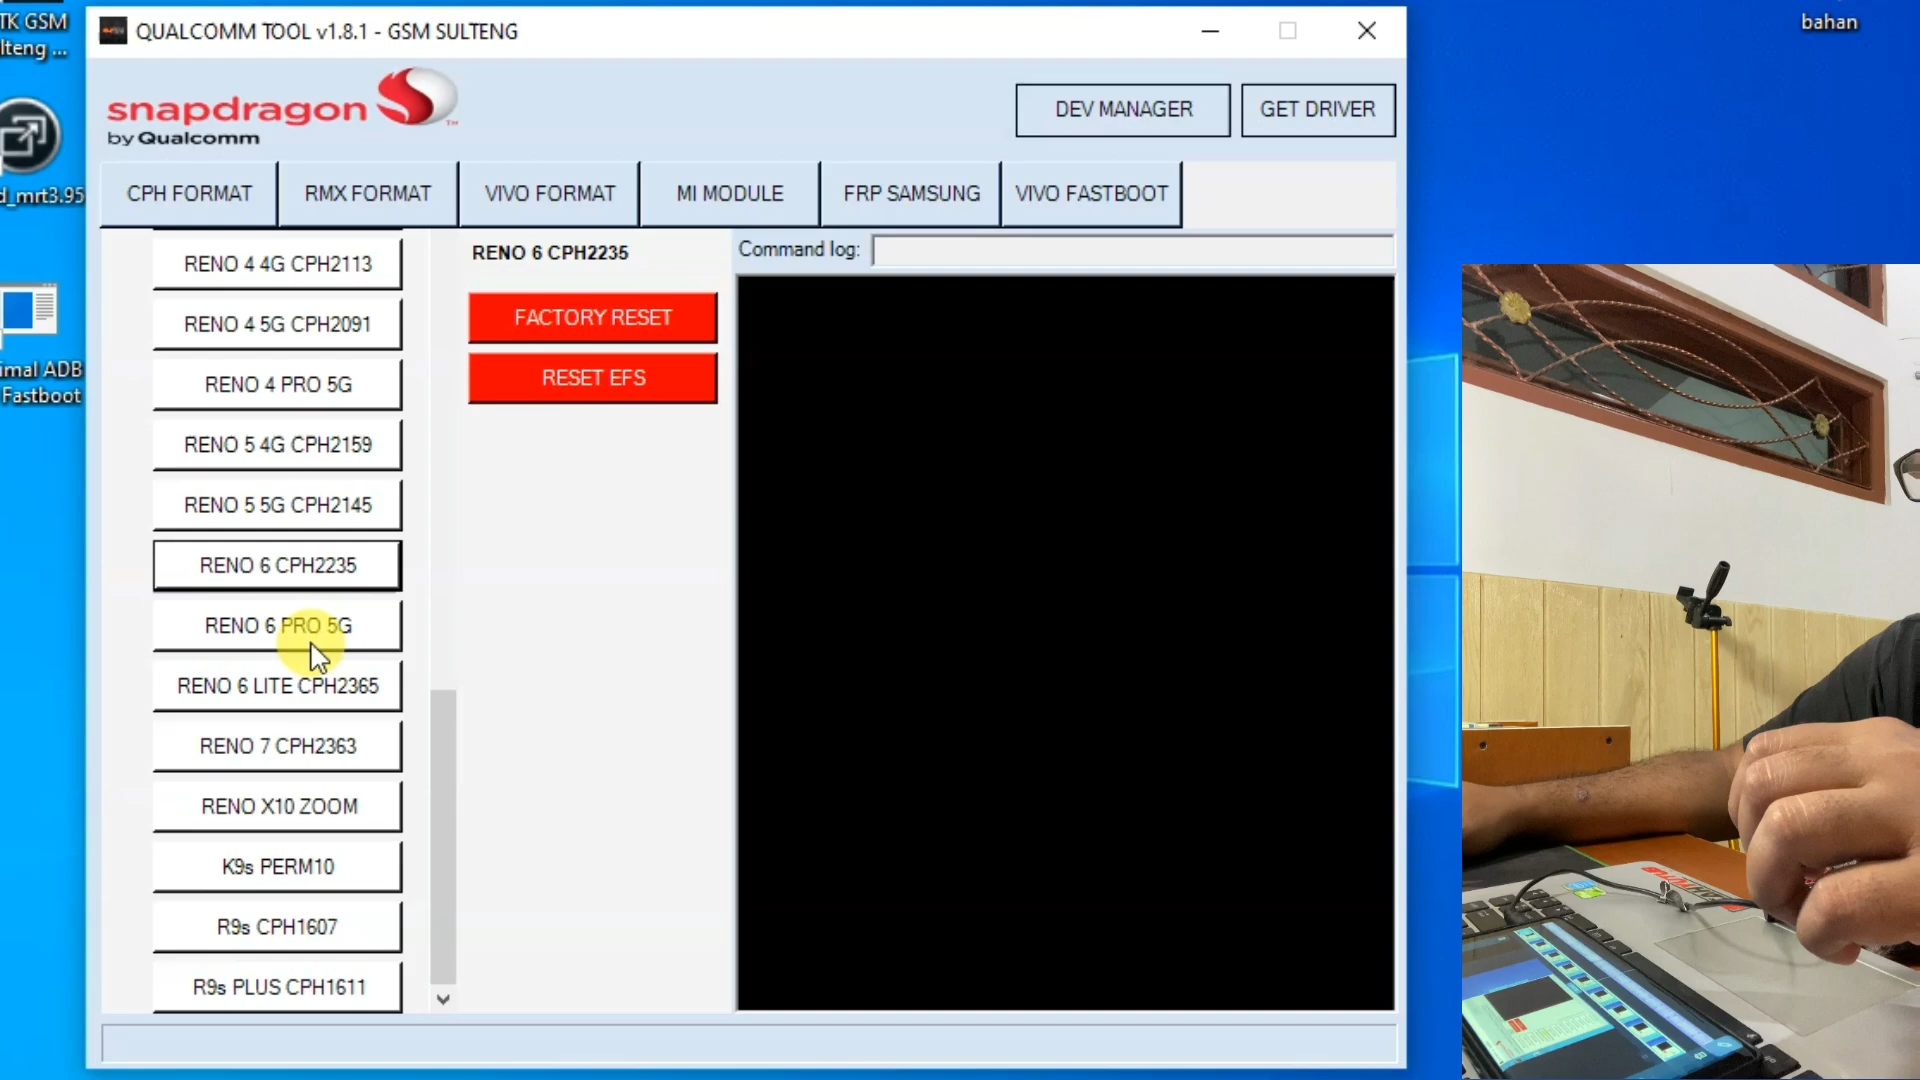 TK GSM
lteng ...
d_mrt3.95
imal ADB
Fastboot
bahan
QUALCOMM TOOL v1.8.1 - GSM SULTENG
snapdragon
by Qualcomm
DEV MANAGER
GET DRIVER
CPH FORMAT
RMX FORMAT
VIVO FORMAT
MI MODULE
FRP SAMSUNG
VIVO FASTBOOT
RENO 4 4G CPH2113
RENO 4 5G CPH2091
RENO 4 PRO 5G
RENO 5 4G CPH2159
RENO 5 5G CPH2145
RENO 6 CPH2235
RENO 6 PRO 5G
RENO 6 LITE CPH2365
RENO 7 CPH2363
RENO X10 ZOOM
K9s PERM10
R9s CPH1607
R9s PLUS CPH1611
RENO 6 CPH2235
FACTORY RESET
RESET EFS
Command log: